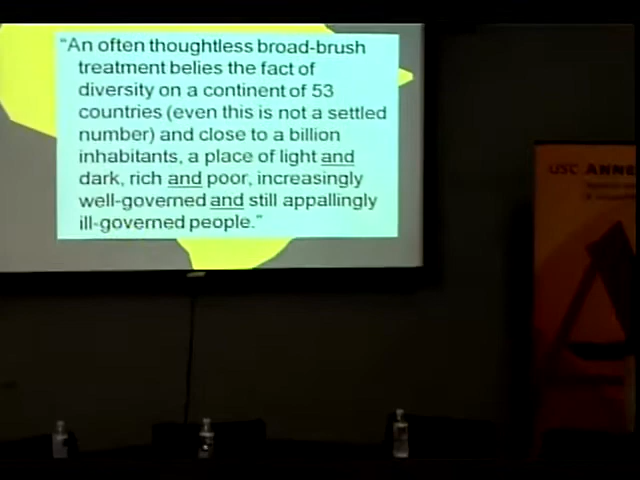 “An often thoughtless broad-brush
treatment belies the fact of
diversity on a continent of 53
countries (even this is not a settled
number) and close to a billion
inhabitants, a place of light and
dark, rich and poor, increasingly
well-governed and still appallingly
ill-governed people.”
USC ANNE